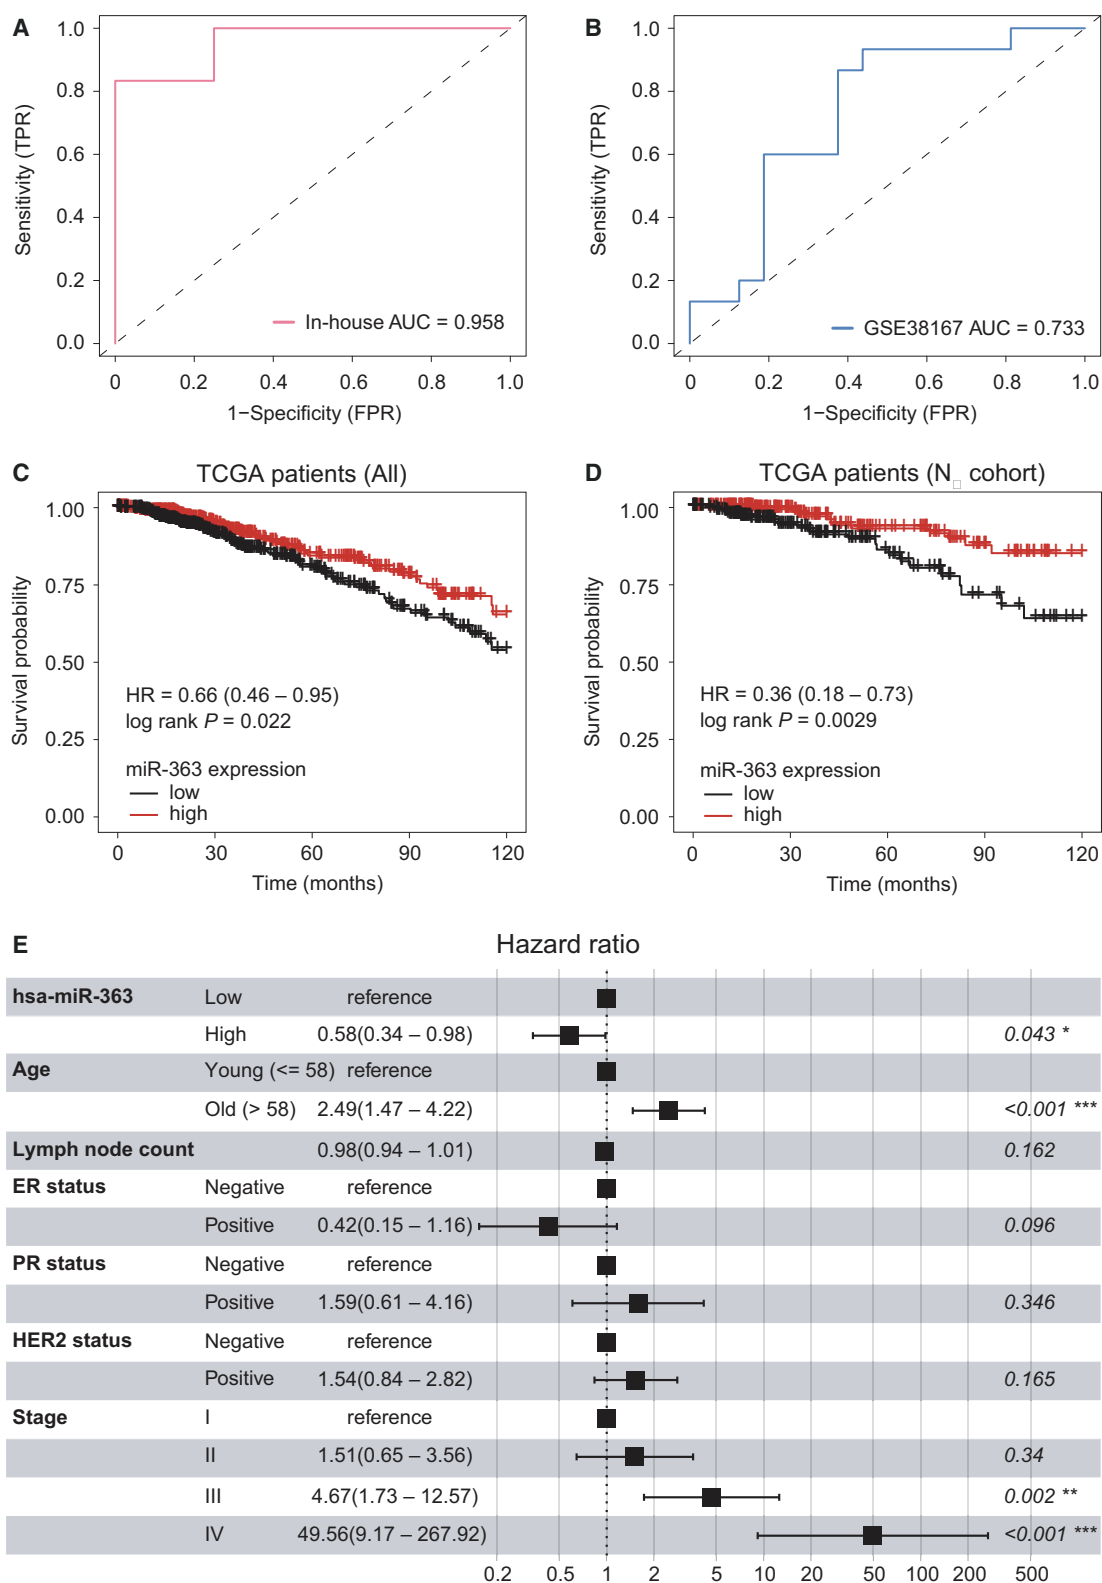 A
1.0
0.8
0.6
0.4
0.2
0.0
Sensitivity (TPR)
In-house AUC = 0.958
0 0.2 0.4 0.6 0.8 1.0
1−Specificity (FPR)
B
1.0
0.8
0.6
0.4
0.2
0.0
Sensitivity (TPR)
GSE38167 AUC = 0.733
0 0.2 0.4 0.6 0.8 1.0
1−Specificity (FPR)
C
TCGA patients (All)
1.00
0.75
0.50
0.25
0.00
Survival probability
HR = 0.66 (0.46 – 0.95)
log rank P = 0.022
miR-363 expression
low
high
0 30 60 90 120
Time (months)
D
TCGA patients (N□ cohort)
1.00
0.75
0.50
0.25
0.00
Survival probability
HR = 0.36 (0.18 – 0.73)
log rank P = 0.0029
miR-363 expression
low
high
0 30 60 90 120
Time (months)
E
Hazard ratio
hsa-miR-363 Low reference
High 0.58(0.34 – 0.98) 0.043 *
Age Young (<= 58) reference
Old (> 58) 2.49(1.47 – 4.22) <0.001 ***
Lymph node count 0.98(0.94 – 1.01) 0.162
ER status Negative reference
Positive 0.42(0.15 – 1.16) 0.096
PR status Negative reference
Positive 1.59(0.61 – 4.16) 0.346
HER2 status Negative reference
Positive 1.54(0.84 – 2.82) 0.165
Stage I reference
II 1.51(0.65 – 3.56) 0.34
III 4.67(1.73 – 12.57) 0.002 **
IV 49.56(9.17 – 267.92) <0.001 ***
0.2 0.5 1 2 5 10 20 50 100 200 500